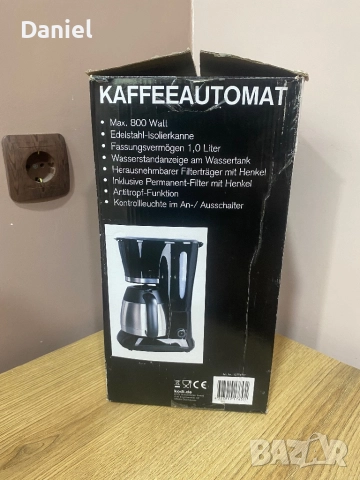 Daniel
KAFFEEAUTOMAT
• Max. 800 Watt
• Edelstahl-Isolierkanne
• Fassungsvermögen 1,0 Liter
• Wasserstandanzeige am Wassertank
• Herausnehmbarer Filterträger mit Henkel
• Inklusive Permanent-Filter mit Henkel
• Antitropf-Funktion
• Kontrollleuchte im An-/ Ausschalter
CE
BAZAR